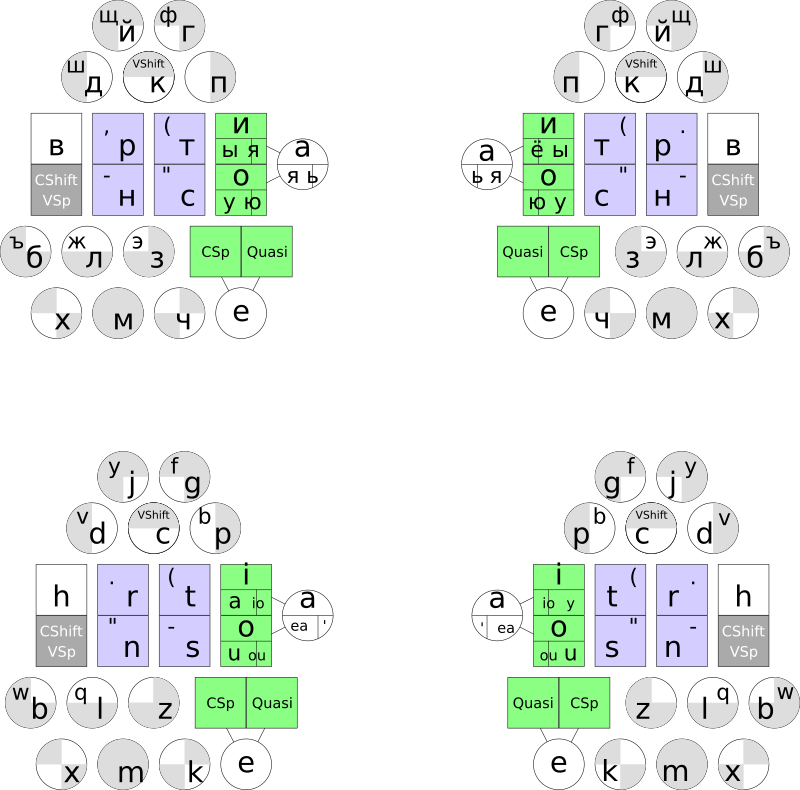 щ й ф г г ф й щ
ш д VShift к п п VShift к д ш
в ' р ( т и и т ( р . в
ы я а а ё ы
CShift VSp - н " с о я ь ь я о с " н - CShift VSp
у ю ю у
ъ б ж л э з CSp Quasi Quasi CSp з э л ж б ъ
х м ч е е ч м х
y j f g g f j y
v d VShift c b p p b VShift c d v
h . r ( t i i t ( r . h
a io a a io y
CShift VSp " n - s o ea ' ' ea o s " n - CShift VSp
u ou ou u
w b q l z CSp Quasi Quasi CSp z l q b w
x m k e e k m x